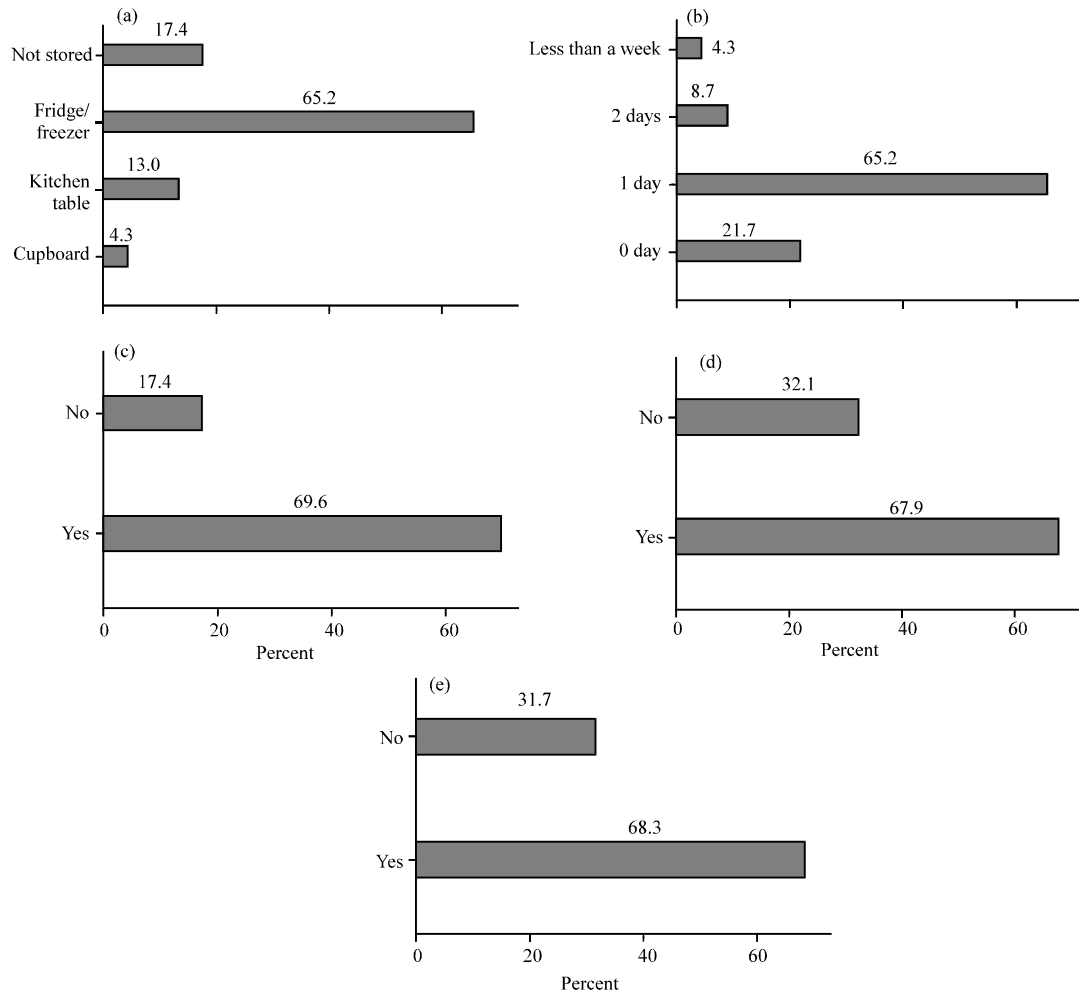 (a)
17.4
Not stored
65.2
Fridge/
freezer
13.0
Kitchen
table
4.3
Cupboard
(b)
Less than a week
4.3
8.7
2 days
65.2
1 day
21.7
0 day
(c)
17.4
No
69.6
Yes
0 20 40 60
Percent
(d)
32.1
No
67.9
Yes
0 20 40 60
Percent
(e)
31.7
No
68.3
Yes
0 20 40 60
Percent